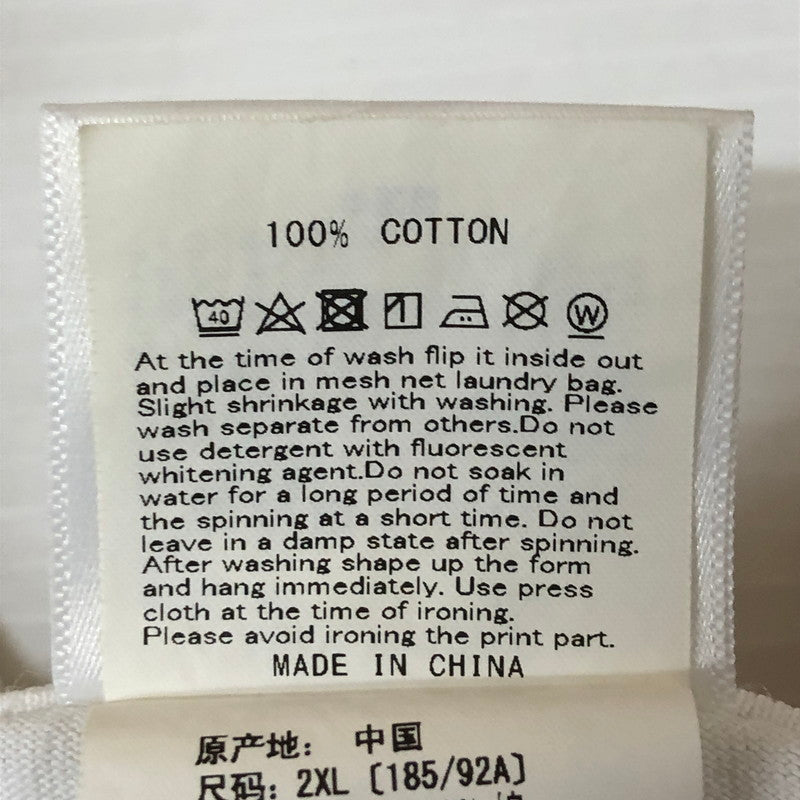 100% COTTON
40 W
At the time of wash flip it inside out
and place in mesh net laundry bag.
Slight shrinkage with washing. Please
wash separate from others.Do not
use detergent with fluorescent
whitening agent.Do not soak in
water for a long period of time and
the spinning at a short time. Do not
leave in a damp state after spinning.
After washing shape up the form
and hang immediately. Use press
cloth at the time of ironing.
Please avoid ironing the print part.
MADE IN CHINA
原产地： 中国
尺码：2XL〔185/92A〕